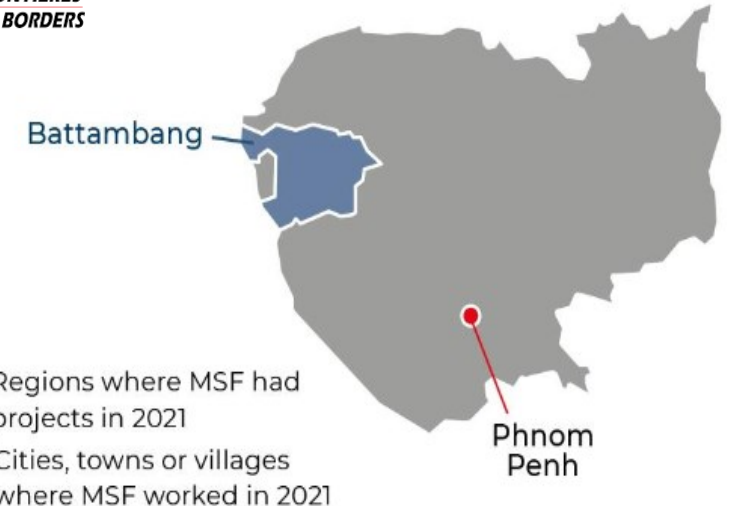 BORDERS
Battambang
Regions where MSF had
projects in 2021
Cities, towns or villages
where MSF worked in 2021
Phnom
Penh